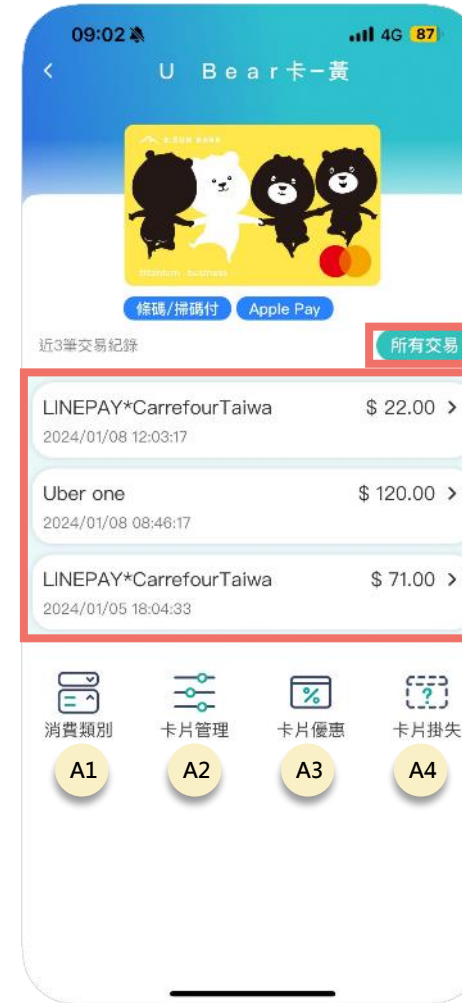 09:02 4G 87
U Bear卡-黃
E.SUN BANK
titanium business
條碼/掃碼付 Apple Pay
近3筆交易紀錄 所有交易
LINEPAY*CarrefourTaiwa $ 22.00
2024/01/08 12:03:17
Uber one $ 120.00
2024/01/08 08:46:17
LINEPAY*CarrefourTaiwa $ 71.00
2024/01/05 18:04:33
消費類別 卡片管理 卡片優惠 卡片掛失
A1 A2 A3 A4